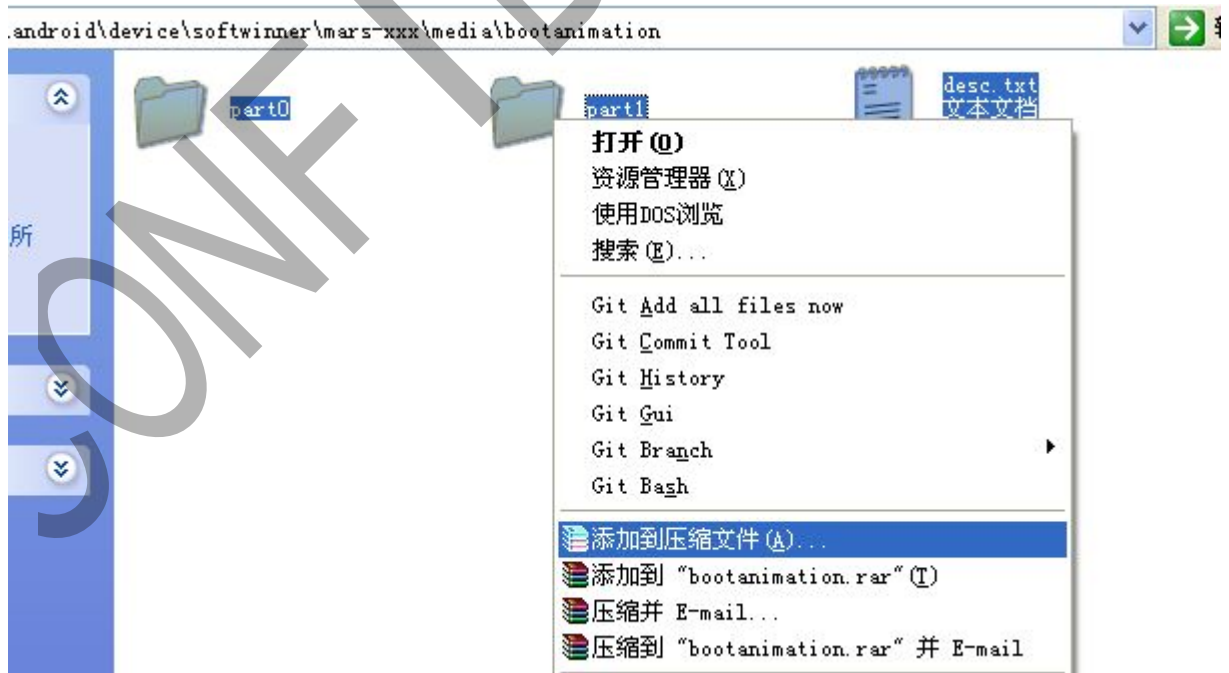 .android\device\softwinner\mars-xxx\media\bootanimation
part0
part1
desc.txt
文本文档
所
打开(O)
资源管理器(X)
使用DOS浏览
搜索(E)...
Git Add all files now
Git Commit Tool
Git History
Git Gui
Git Branch
Git Bash
添加到压缩文件(A)...
添加到 "bootanimation.rar"(T)
压缩并 E-mail...
压缩到 "bootanimation.rar" 并 E-mail